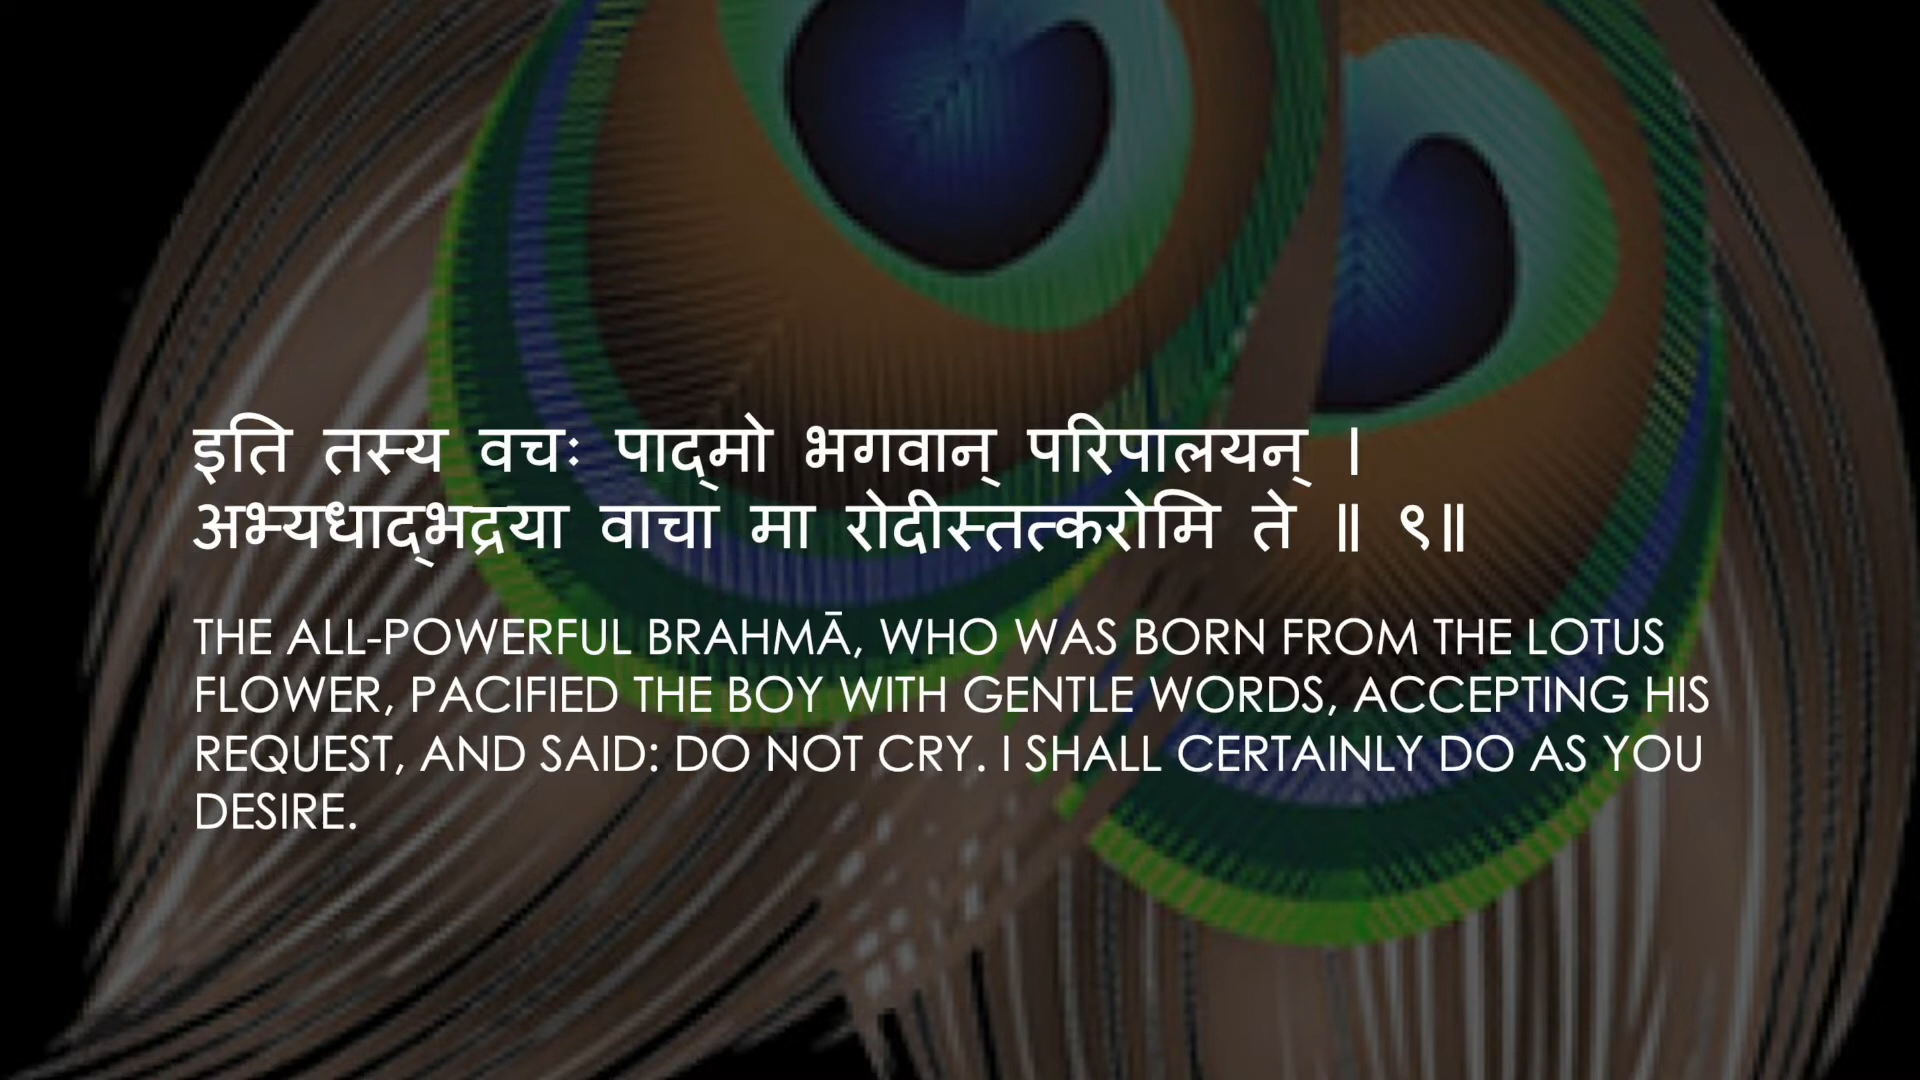 इति तस्य वचः पाद्मो भगवान् परिपालयन् ।
अभ्यधाद्भद्रया वाचा मा रोदीस्तत्करोमि ते ॥ ९॥
THE ALL-POWERFUL BRAHMĀ, WHO WAS BORN FROM THE LOTUS
FLOWER, PACIFIED THE BOY WITH GENTLE WORDS, ACCEPTING HIS
REQUEST, AND SAID: DO NOT CRY. I SHALL CERTAINLY DO AS YOU
DESIRE.